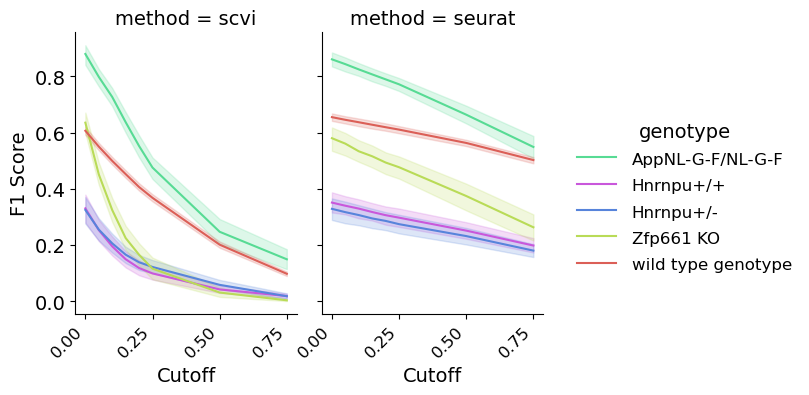 method = scvi
method = seurat
F1 Score
0.8
0.6
0.4
0.2
0.0
0.00
0.25
0.50
0.75
Cutoff
0.00
0.25
0.50
0.75
Cutoff
genotype
AppNL-G-F/NL-G-F
Hnrnpu+/+
Hnrnpu+/-
Zfp661 KO
wild type genotype